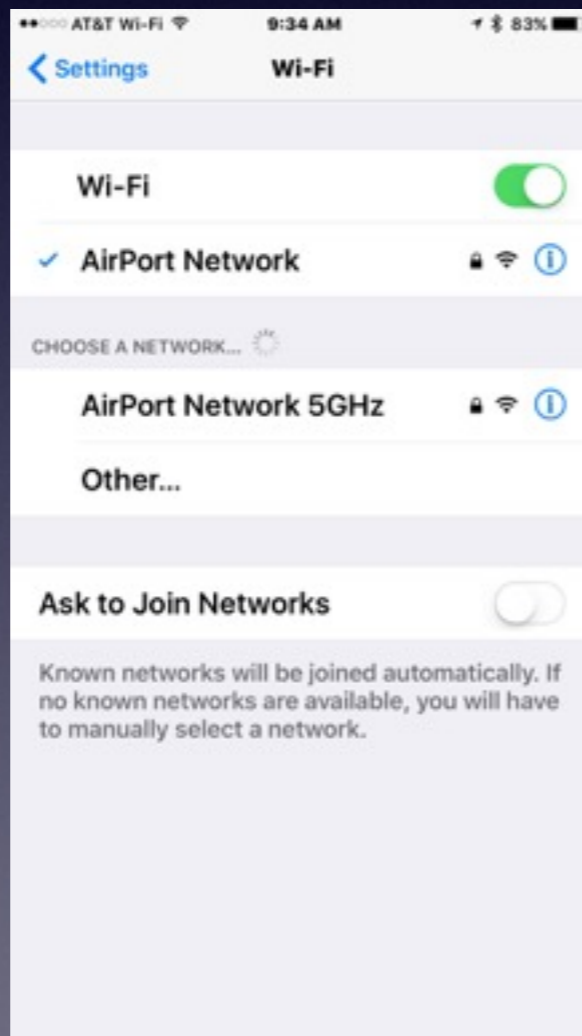 AT&T Wi-Fi 9:34 AM 83%
Settings Wi-Fi
Wi-Fi
AirPort Network
CHOOSE A NETWORK...
AirPort Network 5GHz
Other...
Ask to Join Networks
Known networks will be joined automatically. If
no known networks are available, you will have
to manually select a network.